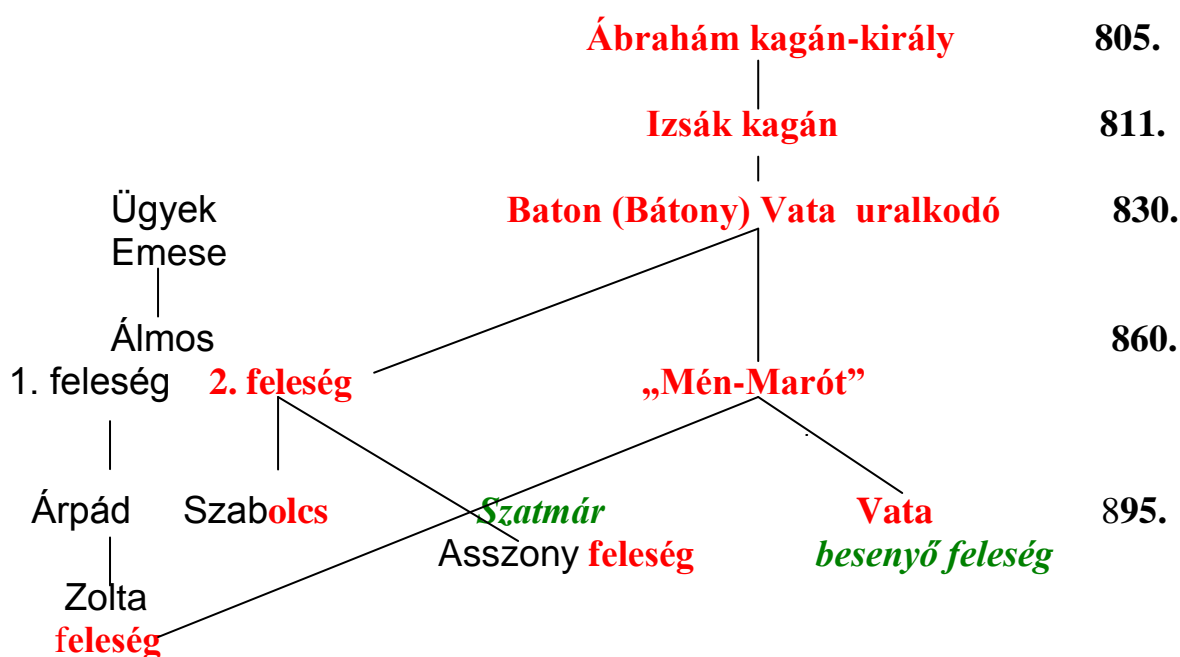 Ábrahám kagán-király 805.
Izsák kagán 811.
Ügyek Baton (Bátony) Vata uralkodó 830.
Emese
Álmos 860.
1. feleség 2. feleség „Mén-Marót”
Árpád Szabolcs Szatmár Vata 895.
Asszony feleség besenyő feleség
Zolta
feleség